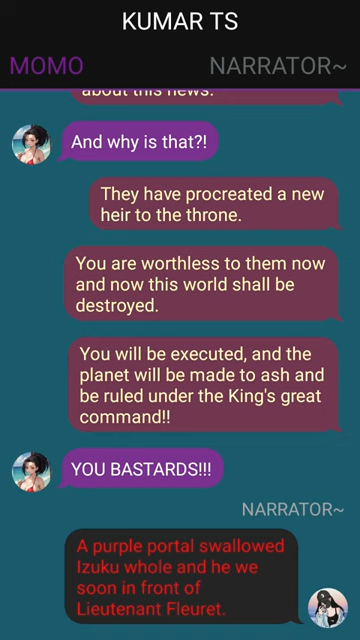 KUMAR TS
MOMO NARRATOR~
about this news.
And why is that?!
They have procreated a new
heir to the throne.
You are worthless to them now
and now this world shall be
destroyed.
You will be executed, and the
planet will be made to ash and
be ruled under the King's great
command!!
YOU BASTARDS!!!
NARRATOR~
A purple portal swallowed
Izuku whole and he we
soon in front of
Lieutenant Fleuret.